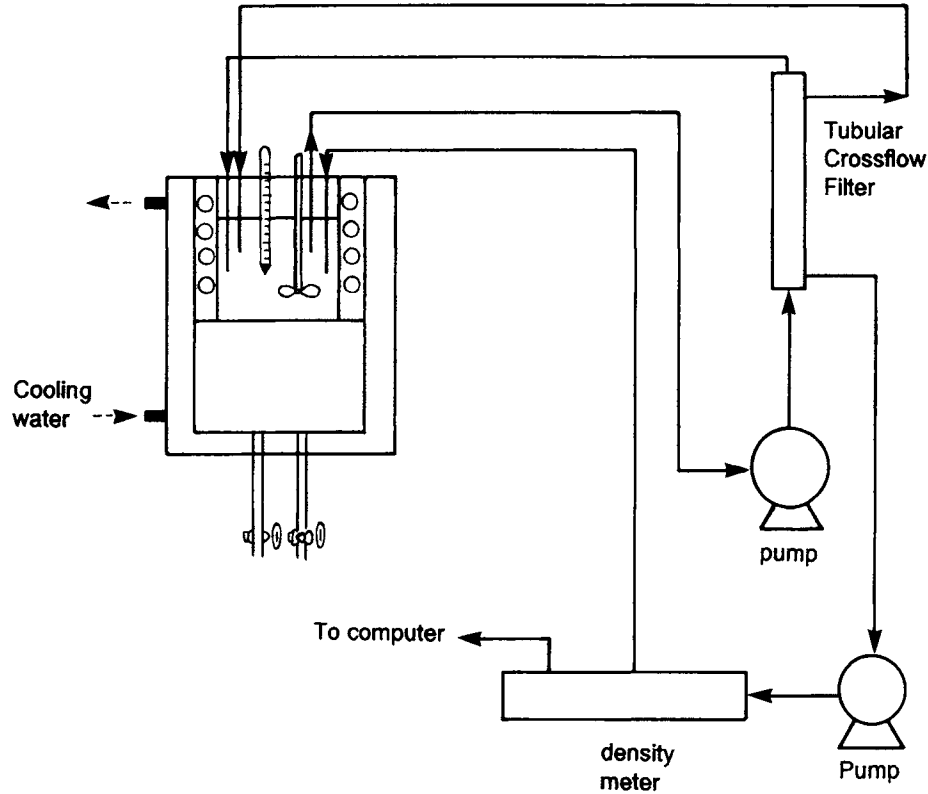 Tubular
Crossflow
Filter
Cooling
water
pump
To computer
density
meter
Pump